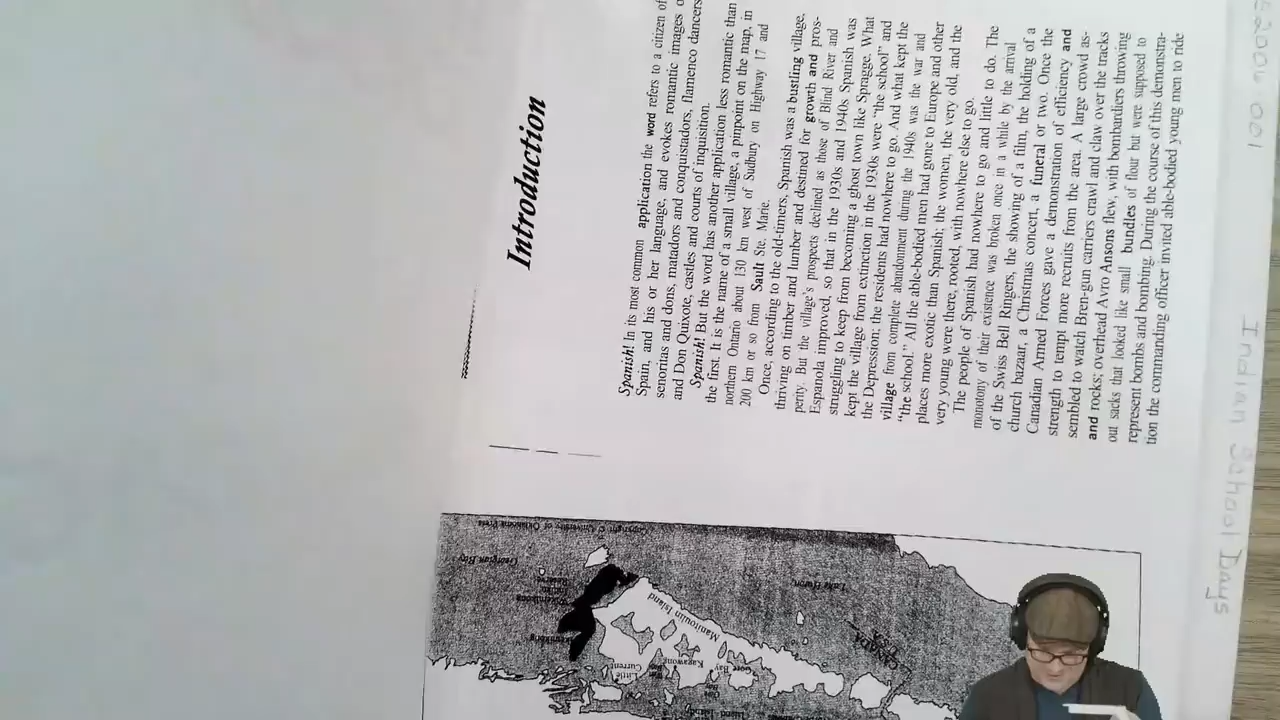 E2006.001
Indian School Days
Introduction
Spanish! In its most common application the word refers to a citizen of
Spain, and his or her language, and evokes romantic images o
senoritas and dons, matadors and conquistadors, flamenco dancers
and Don Quixote, castles and courts of inquisition.
Spanish! But the word has another application less romantic than
the first. It is the name of a small village, a pinpoint on the map, in
northern Ontario about 130 km west of Sudbury on Highway 17 and
200 km or so from Sault Ste. Marie.
Once, according to the old-timers, Spanish was a bustling village,
thriving on timber and lumber and destined for growth and pros-
perity. But the village's prospects declined as those of Blind River and
Espanola improved, so that in the 1930s and 1940s Spanish was
struggling to keep from becoming a ghost town like Spragge. What
kept the village from extinction in the 1930s were "the school" and
the Depression; the residents had nowhere to go. And what kept the
village from complete abandonment during the 1940s was the war and
"the school." All the able-bodied men had gone to Europe and other
places more exotic than Spanish; the women, the very old, and the
very young were there, rooted, with nowhere else to go.
The people of Spanish had nowhere to go and little to do. The
monotony of their existence was broken once in a while by the arrival
of the Swiss Bell Ringers, the showing of a film, the holding of a
church bazaar, a Christmas concert, a funeral or two. Once the
Canadian Armed Forces gave a demonstration of efficiency and
strength to tempt more recruits from the area. A large crowd as-
sembled to watch Bren-gun carriers crawl and claw over the tracks
and rocks; overhead Avro Ansons flew, with bombardiers throwing
out sacks that looked like small bundles of flour but were supposed to
represent bombs and bombing. During the course of this demonstra-
tion the commanding officer invited able-bodied young men to ride
Copyright © University of Oklahoma Press
Georgian Bay
Lake Huron
Manitoulin Island
Little
Current
Kagawong